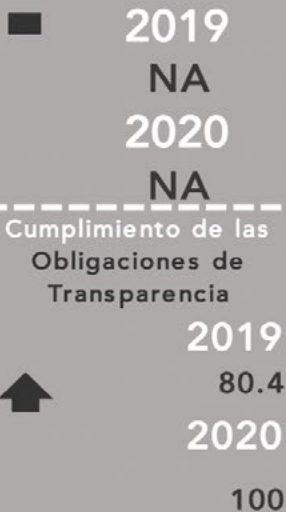 2019
NA
2020
NA
Cumplimiento de las
Obligaciones de
Transparencia
2019
80.4
2020
100